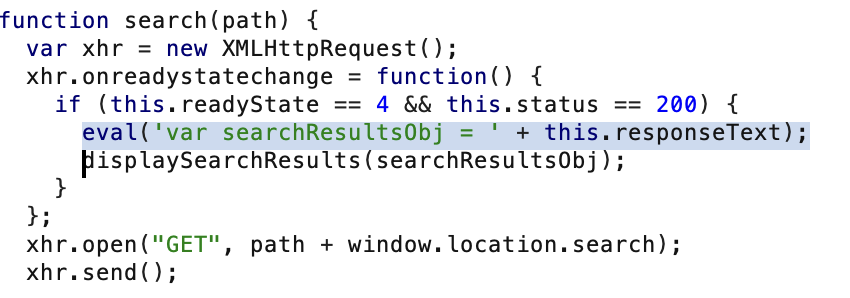 function search(path) {
  var xhr = new XMLHttpRequest();
  xhr.onreadystatechange = function() {
    if (this.readyState == 4 && this.status == 200) {
      eval('var searchResultsObj = ' + this.responseText);
      displaySearchResults(searchResultsObj);
    }
  };
  xhr.open("GET", path + window.location.search);
  xhr.send();